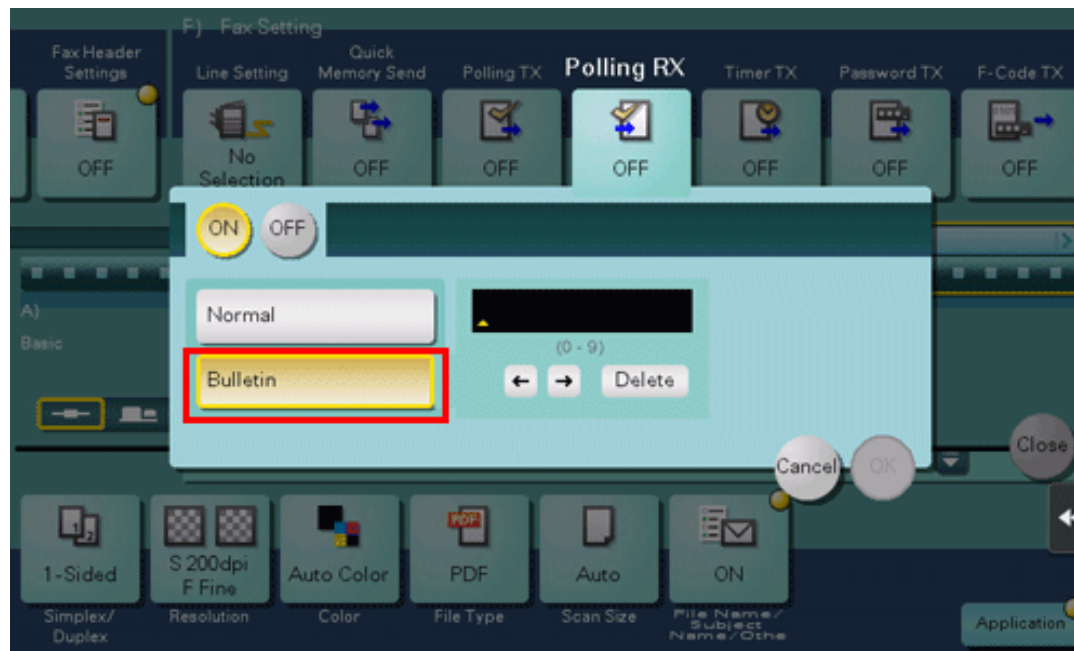 F) Fax Setting
Fax Header
Settings
Line Setting
Quick
Memory Send
Polling TX
Polling RX
Timer TX
Password TX
F-Code TX
OFF
No
Selection
OFF
OFF
OFF
OFF
OFF
OFF
ON
OFF
A)
Basic
Normal
Bulletin
(0 - 9)
← → Delete
Cancel
OK
Close
1-Sided
S 200dpi
F Fine
Auto Color
PDF
PDF
Auto
ON
Simplex/
Duplex
Resolution
Color
File Type
Scan Size
File Name/
Subject
Name/Othe
Application